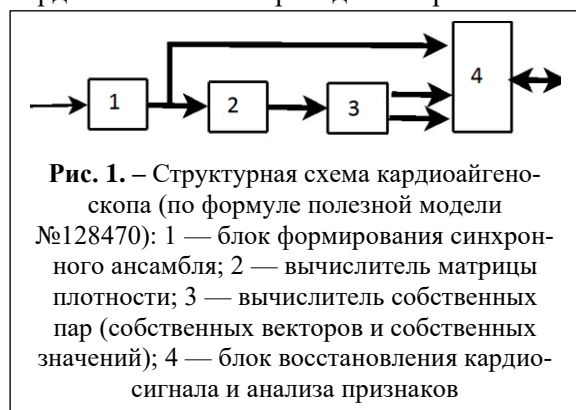 1
2
3
4
Рис. 1. – Структурная схема кардиоайгено-
скопа (по формуле полезной модели
№128470): 1 — блок формирования синхрон-
ного ансамбля; 2 — вычислитель матрицы
плотности; 3 — вычислитель собственных
пар (собственных векторов и собственных
значений); 4 — блок восстановления кардио-
сигнала и анализа признаков